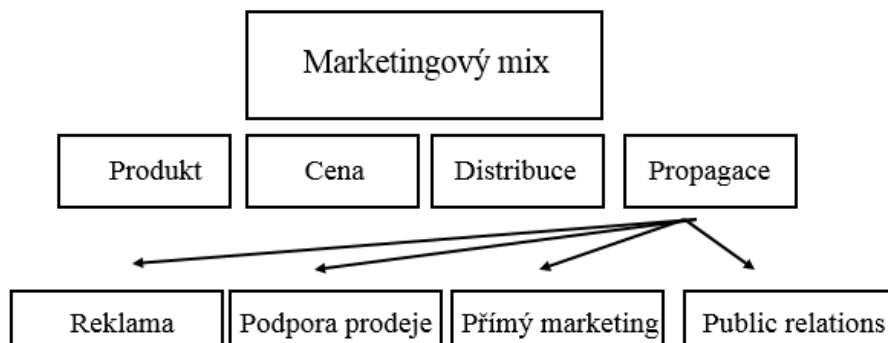 Marketingový mix
Produkt
Cena
Distribuce
Propagace
Reklama
Podpora prodeje
Přímý marketing
Public relations